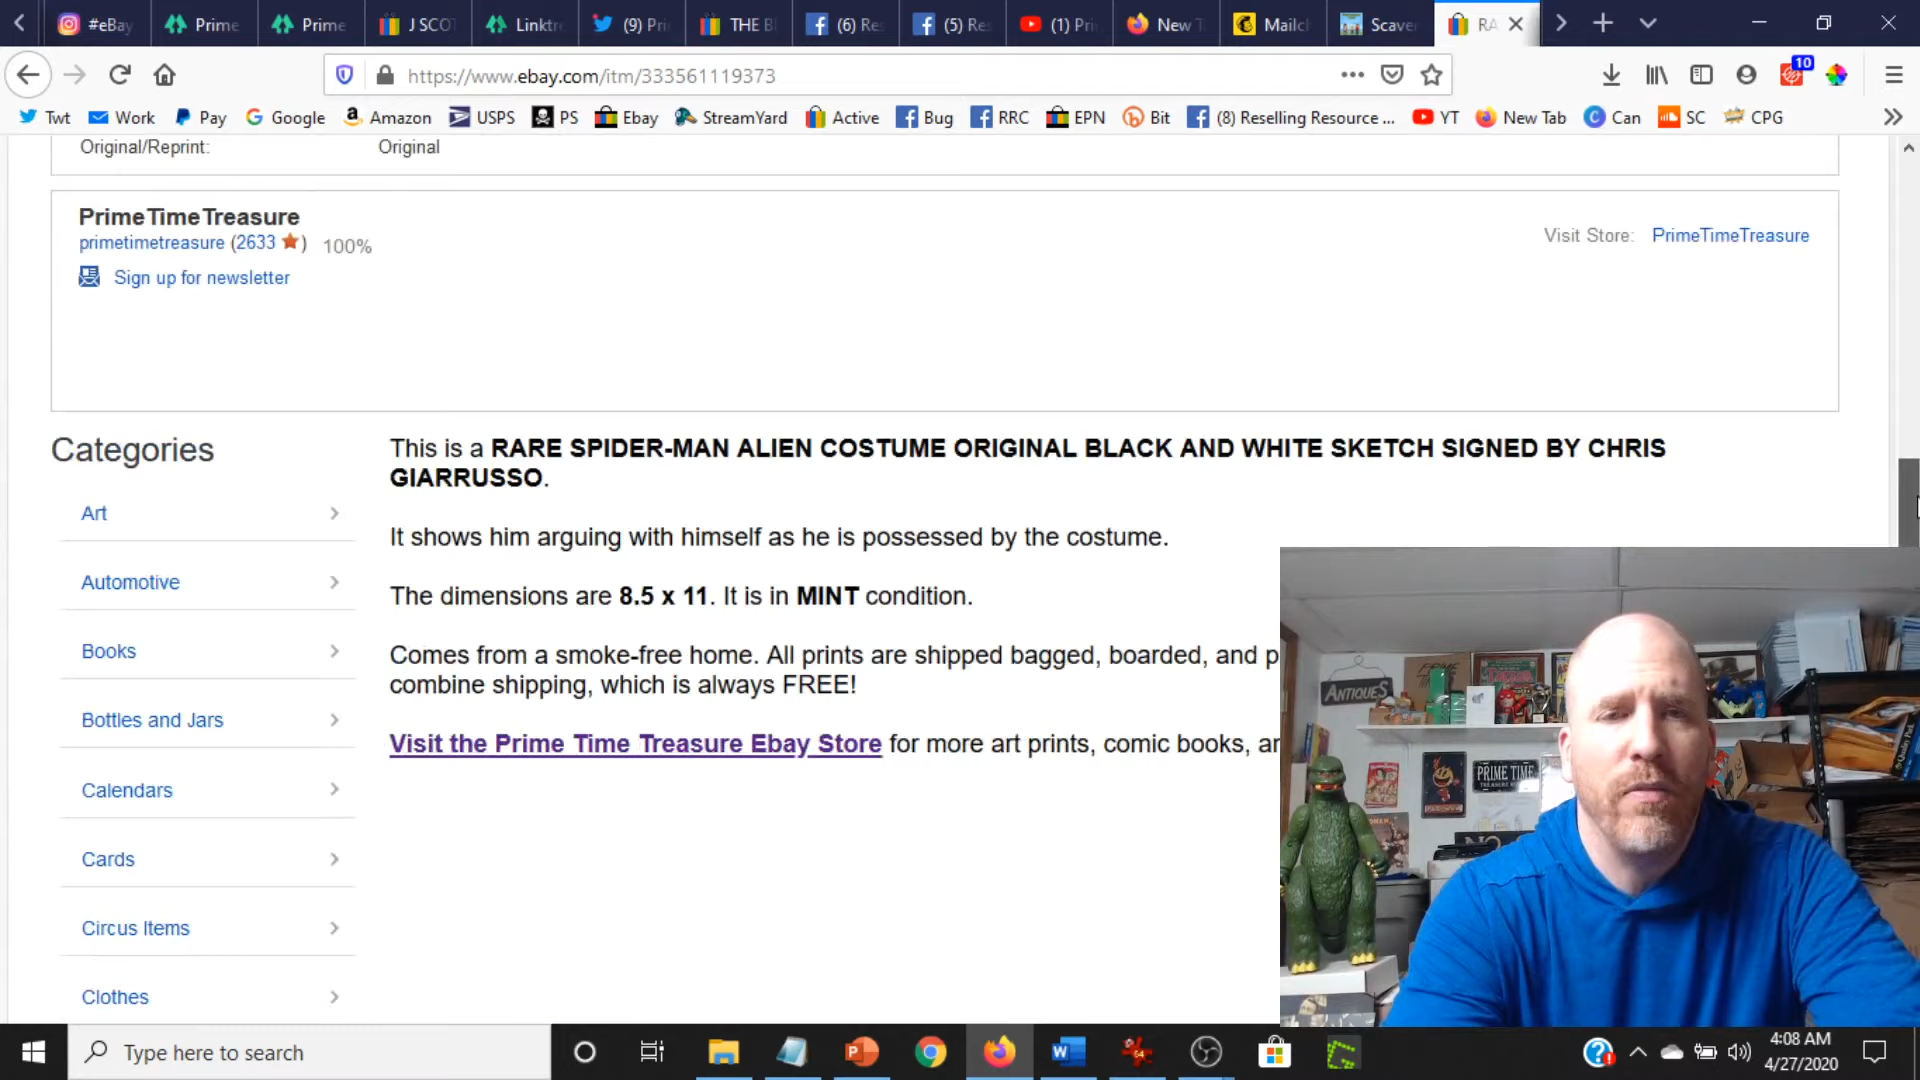 #eBay
Prime
Prime
J SCO
Linktr
(9) Pri
THE B
(6) Res
(5) Res
(1) Pri
New T
Mailch
Scaver
RA
https://www.ebay.com/itm/333561119373
10
Twt
Work
Pay
Google
Amazon
USPS
PS
Ebay
StreamYard
Active
Bug
RRC
EPN
Bit
(8) Reselling Resource ...
YT
New Tab
Can
SC
CPG
Original/Reprint: Original
PrimeTimeTreasure
primetimetreasure (2633 ) 100%
Sign up for newsletter
Visit Store: PrimeTimeTreasure
Categories
Art
Automotive
Books
Bottles and Jars
Calendars
Cards
Circus Items
Clothes
This is a RARE SPIDER-MAN ALIEN COSTUME ORIGINAL BLACK AND WHITE SKETCH SIGNED BY CHRIS
GIARRUSSO.
It shows him arguing with himself as he is possessed by the costume.
The dimensions are 8.5 x 11. It is in MINT condition.
Comes from a smoke-free home. All prints are shipped bagged, boarded, and p
combine shipping, which is always FREE!
Visit the Prime Time Treasure Ebay Store for more art prints, comic books, ar
ANTIQUES
PRIME TIME
Type here to search
4:08 AM
4/27/2020